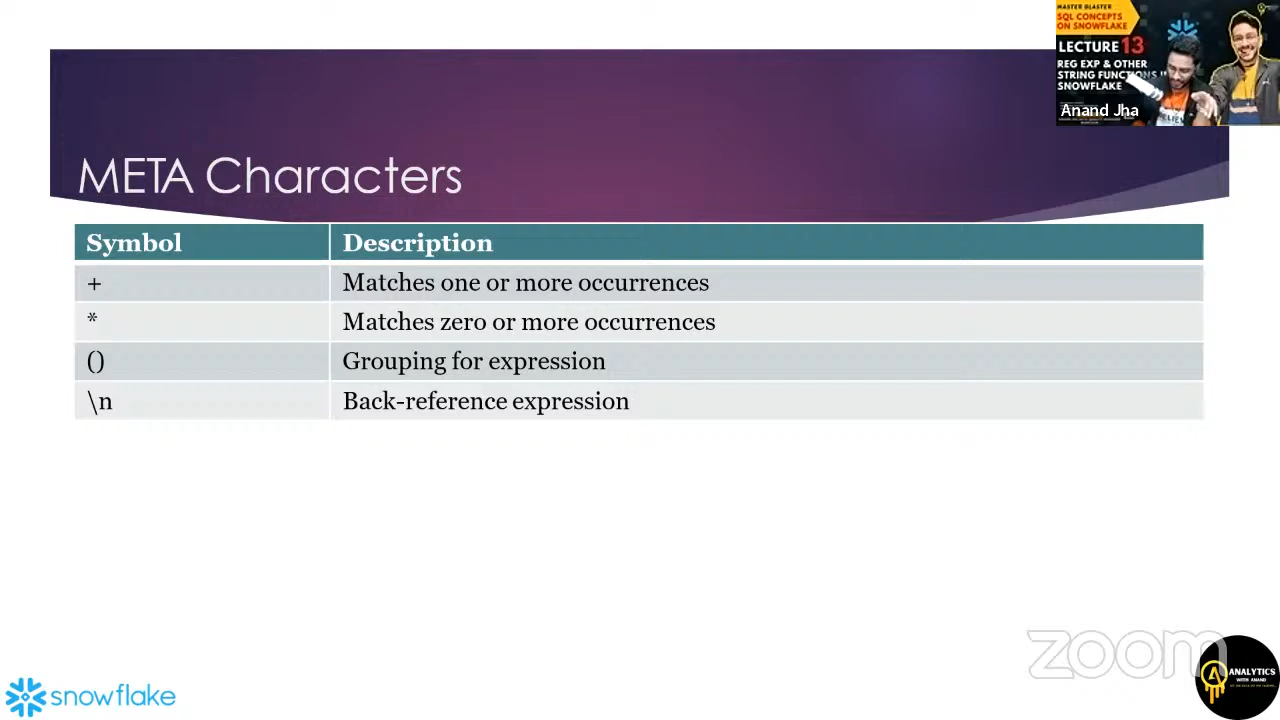 MASTER BLASTER
SQL CONCEPTS
ON SNOWFLAKE
LECTURE 13
REG EXP & OTHER
STRING FUNCTIONS
SNOWFLAKE
Anand Jha
META Characters
Symbol Description
+ Matches one or more occurrences
* Matches zero or more occurrences
() Grouping for expression
\n Back-reference expression
zoom
ANALYTICS
WITH ANAND
snowflake